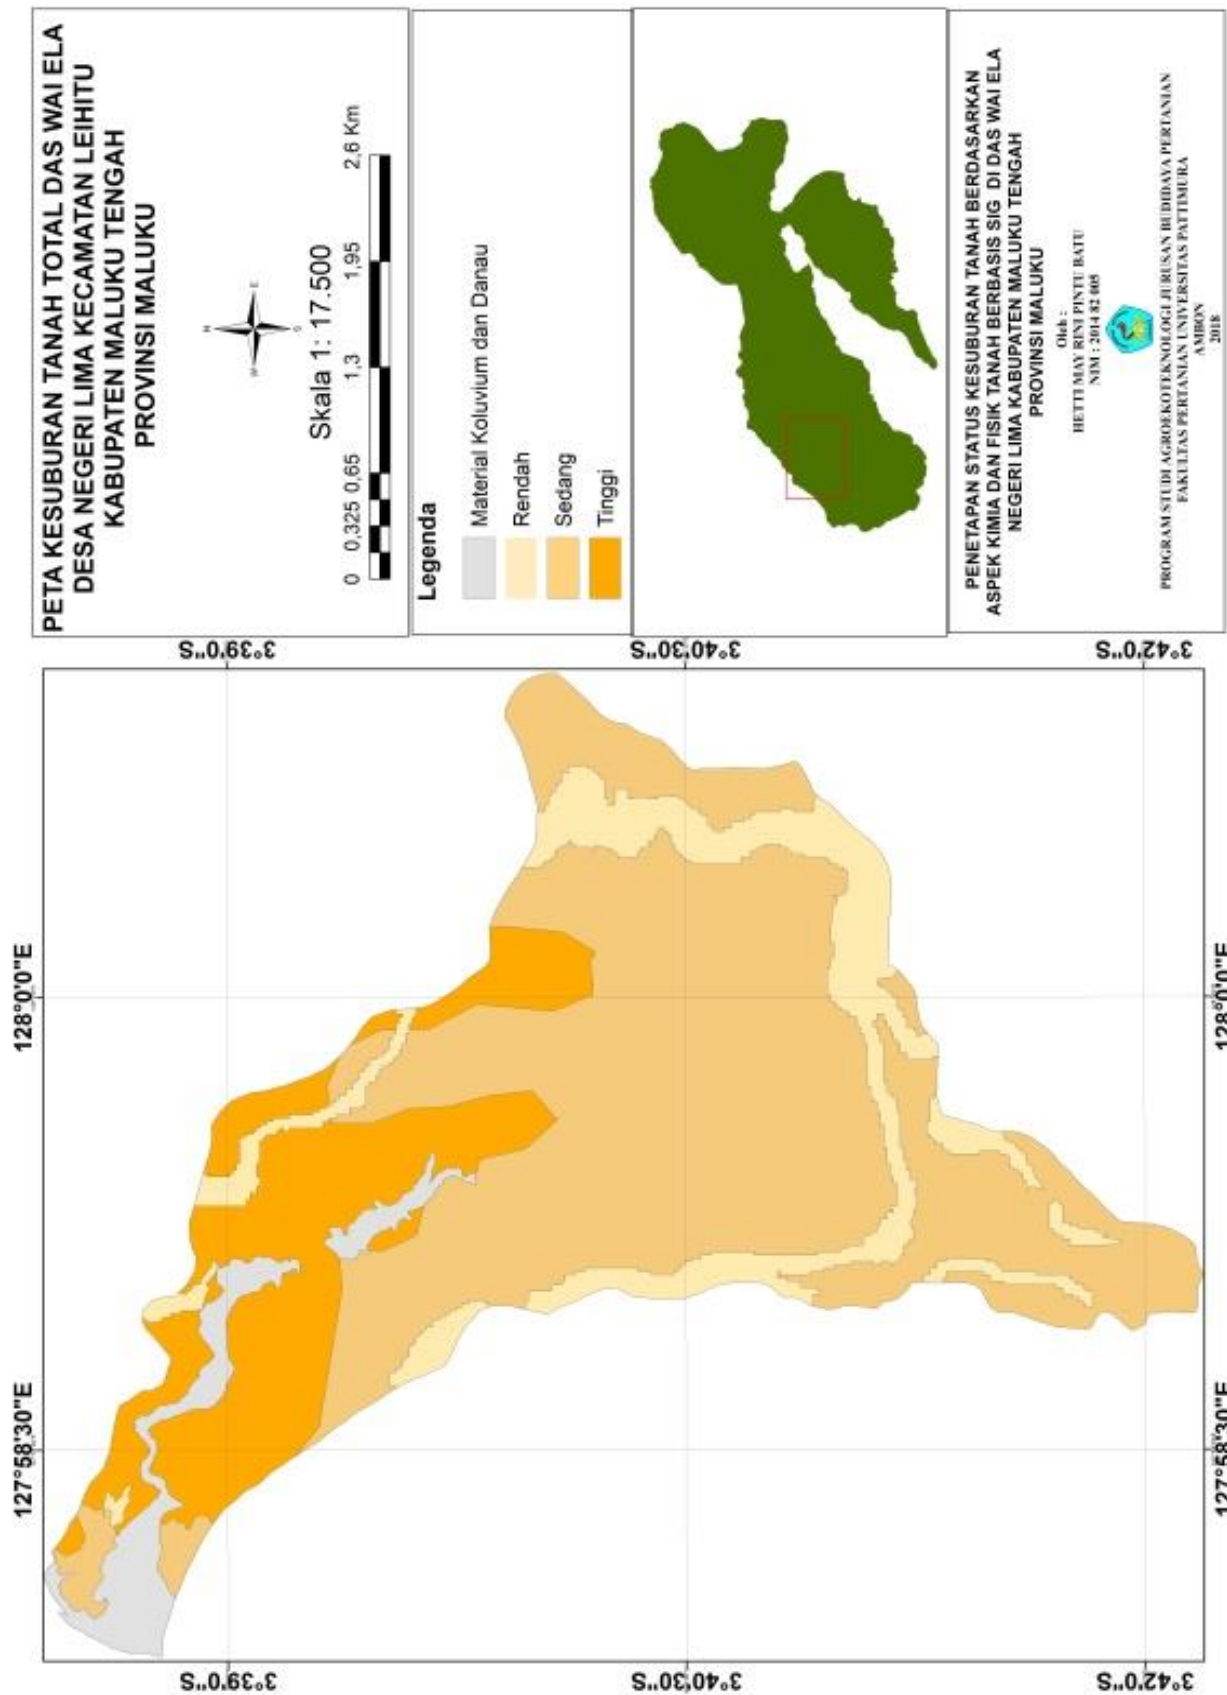 PETA KESUBURAN TANAH TOTAL DAS WAI ELA
DESA NEGERI LIMA KECAMATAN LEIHITU
KABUPATEN MALUKU TENGAH
PROVINSI MALUKU
N
W
E
S
Skala 1: 17.500
0 0,325 0,65 1,3 1,95 2,6 Km
Legenda
Material Koluvium dan Danau
Rendah
Sedang
Tinggi
PENETAPAN STATUS KESUBURAN TANAH BERDASARKAN
ASPEK KIMIA DAN FISIK TANAH BERBASIS SIG DI DAS WAI ELA
NEGERI LIMA KABUPATEN MALUKU TENGAH
PROVINSI MALUKU
Oleh :
HETTI MAY RINI PINTU BATU
NIM : 2014 82 005
PROGRAM STUDI AGROEKOTEKNOLOGI JURUSAN BUDIDAYA PERTANIAN
FAKULTAS PERTANIAN UNIVERSITAS PATTIMURA
AMBON
2018
127°58'30"E
128°0'0"E
3°39'0"S
3°39'0"S
3°40'30"S
3°40'30"S
3°42'0"S
3°42'0"S
127°58'30"E
128°0'0"E